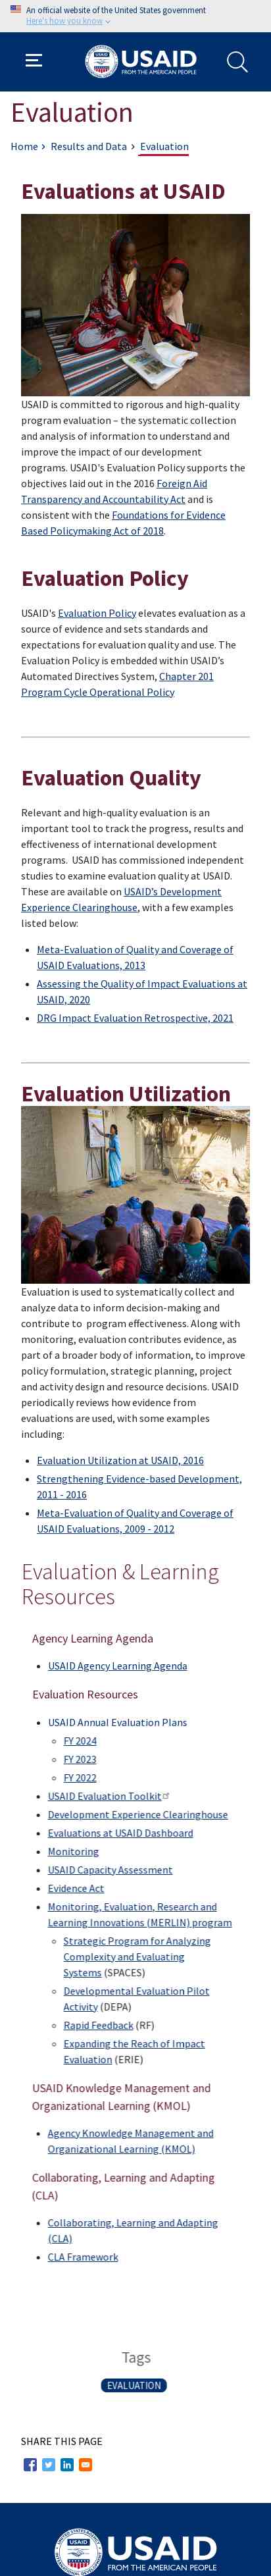 An official website of the United States government
Here's how you know
USAID
FROM THE AMERICAN PEOPLE
Evaluation
Home > Results and Data > Evaluation
Evaluations at USAID
USAID is committed to rigorous and high-quality
program evaluation – the systematic collection
and analysis of information to understand and
improve the impact of our development
programs. USAID's Evaluation Policy supports the
objectives laid out in the 2016 Foreign Aid
Transparency and Accountability Act and is
consistent with the Foundations for Evidence
Based Policymaking Act of 2018.
Evaluation Policy
USAID's Evaluation Policy elevates evaluation as a
source of evidence and sets standards and
expectations for evaluation quality and use. The
Evaluation Policy is embedded within USAID’s
Automated Directives System, Chapter 201
Program Cycle Operational Policy
Evaluation Quality
Relevant and high-quality evaluation is an
important tool to track the progress, results and
effectiveness of international development
programs. USAID has commissioned independent
studies to examine evaluation quality at USAID.
These are available on USAID’s Development
Experience Clearinghouse, with a few examples
listed below:
• Meta-Evaluation of Quality and Coverage of
USAID Evaluations, 2013
• Assessing the Quality of Impact Evaluations at
USAID, 2020
• DRG Impact Evaluation Retrospective, 2021
Evaluation Utilization
Evaluation is used to systematically collect and
analyze data to inform decision-making and
contribute to program effectiveness. Along with
monitoring, evaluation contributes evidence, as
part of a broader body of information, to improve
policy formulation, strategic planning, project
and activity design and resource decisions. USAID
periodically reviews how evidence from
evaluations are used, with some examples
including:
• Evaluation Utilization at USAID, 2016
• Strengthening Evidence-based Development,
2011 - 2016
• Meta-Evaluation of Quality and Coverage of
USAID Evaluations, 2009 - 2012
Evaluation & Learning
Resources
Agency Learning Agenda
• USAID Agency Learning Agenda
Evaluation Resources
• USAID Annual Evaluation Plans
◦ FY 2024
◦ FY 2023
◦ FY 2022
• USAID Evaluation Toolkit
• Development Experience Clearinghouse
• Evaluations at USAID Dashboard
• Monitoring
• USAID Capacity Assessment
• Evidence Act
• Monitoring, Evaluation, Research and
Learning Innovations (MERLIN) program
◦ Strategic Program for Analyzing
Complexity and Evaluating
Systems (SPACES)
◦ Developmental Evaluation Pilot
Activity (DEPA)
◦ Rapid Feedback (RF)
◦ Expanding the Reach of Impact
Evaluation (ERIE)
USAID Knowledge Management and
Organizational Learning (KMOL)
• Agency Knowledge Management and
Organizational Learning (KMOL)
Collaborating, Learning and Adapting
(CLA)
• Collaborating, Learning and Adapting
(CLA)
• CLA Framework
Tags
EVALUATION
SHARE THIS PAGE
USAID
FROM THE AMERICAN PEOPLE